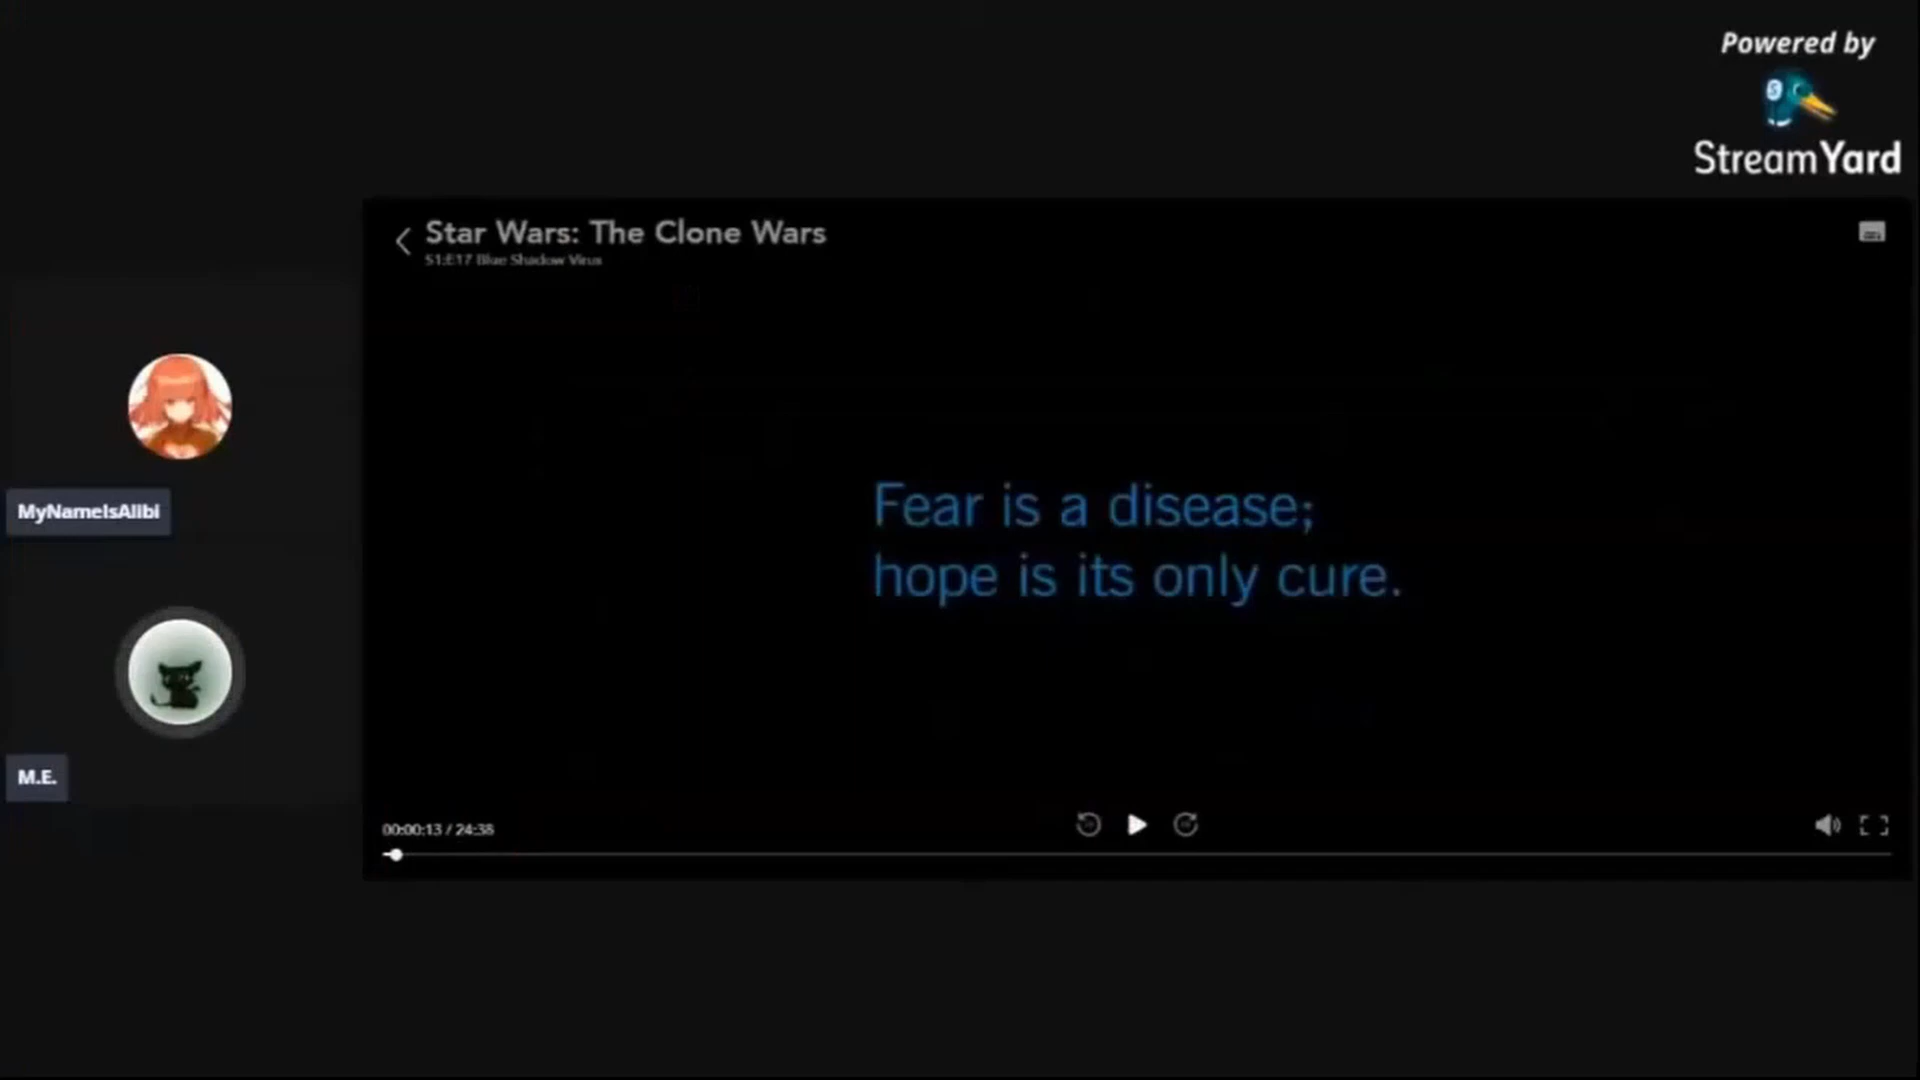 Powered by
StreamYard
Star Wars: The Clone Wars
S1:E17 Blue Shadow Virus
MyNameIsAlibi
Fear is a disease;
hope is its only cure.
M.E.
00:00:13 / 24:38